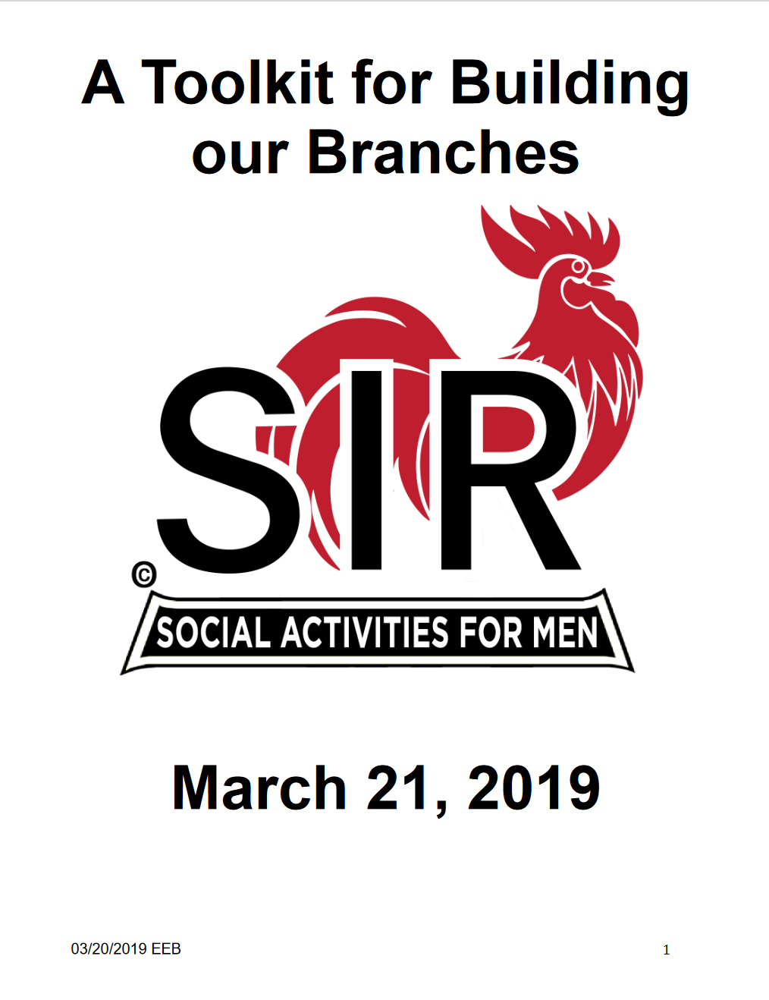 A Toolkit for Building
our Branches
SIR
©
SOCIAL ACTIVITIES FOR MEN
March 21, 2019
03/20/2019 EEB 1